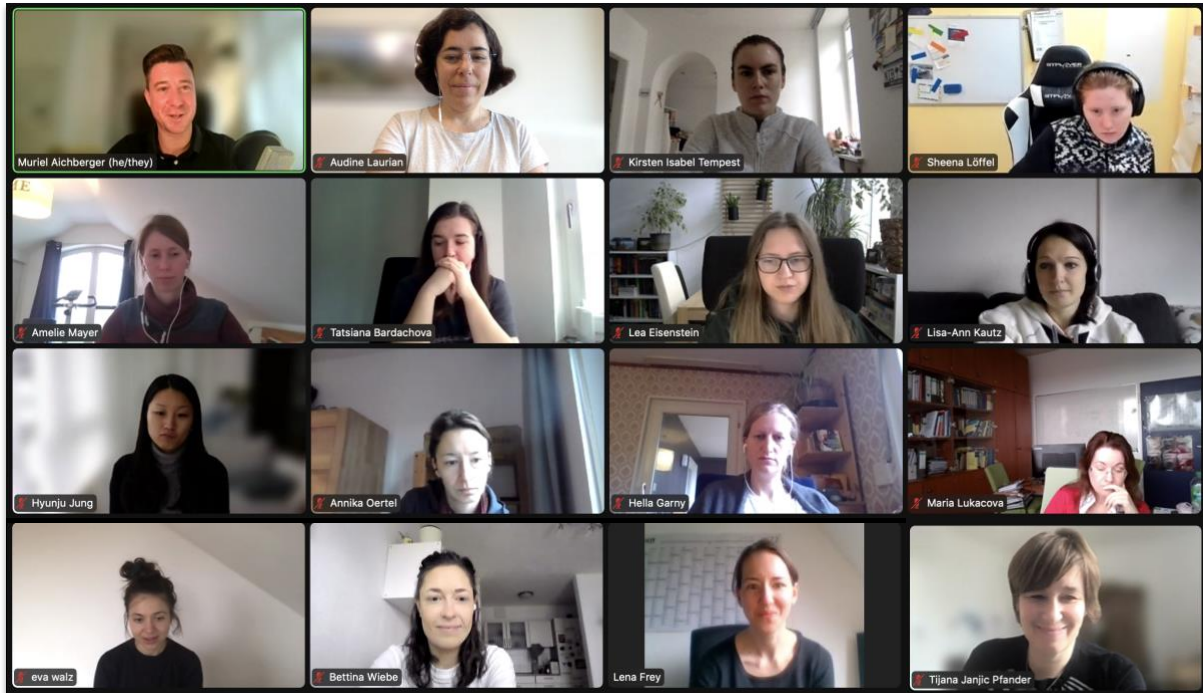 Muriel Aichberger (he/they)
Audine Laurian
Kirsten Isabel Tempest
Sheena Löffel
Amelie Mayer
Tatsiana Bardachova
Lea Eisenstein
Lisa-Ann Kautz
Hyunju Jung
Annika Oertel
Hella Garny
Maria Lukacova
eva walz
Bettina Wiebe
Lena Frey
Tijana Janjic Pfander